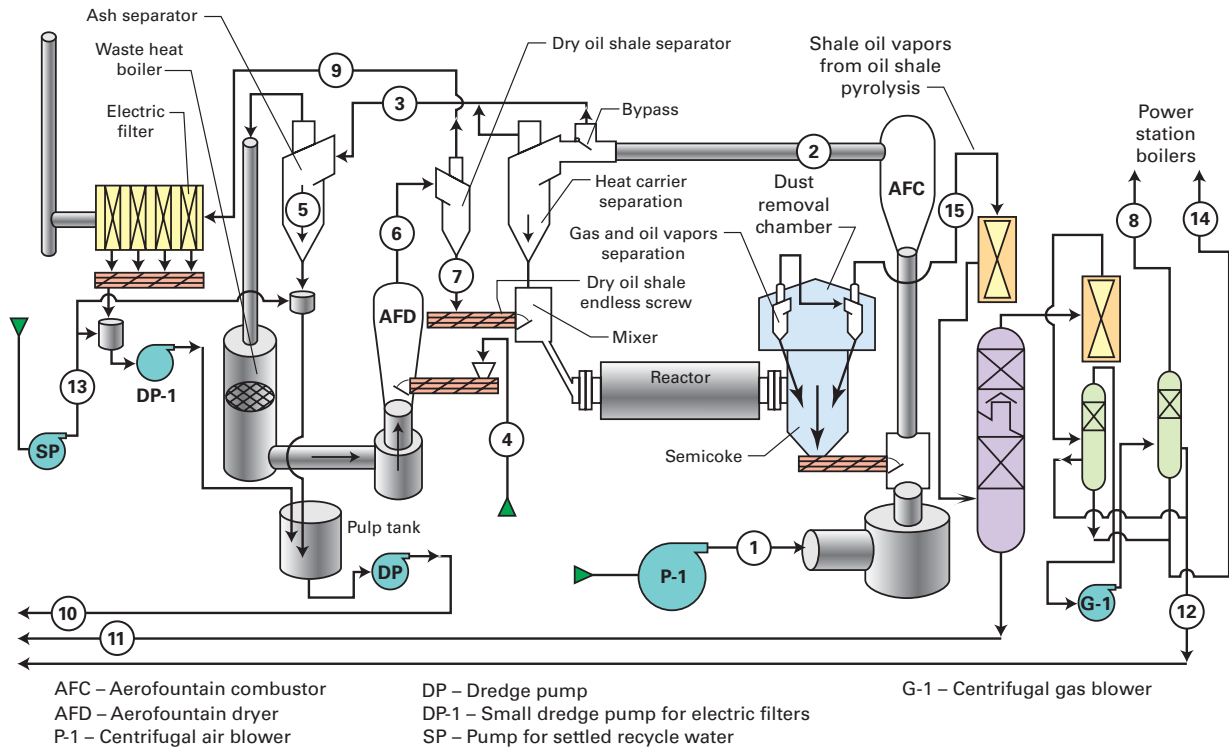 Ash separator
Waste heat
boiler
Electric
filter
9
3
Dry oil shale separator
Bypass
Shale oil vapors
from oil shale
pyrolysis
Power
station
boilers
2
AFC
Heat carrier
separation
Dust
removal
chamber
15
8
14
5
6
Gas and oil vapors
separation
7
Dry oil shale
endless screw
AFD
Mixer
13
DP-1
Reactor
SP
4
Semicoke
Pulp tank
DP
1
P-1
G-1
10
11
12
AFC – Aerofountain combustor
AFD – Aerofountain dryer
P-1 – Centrifugal air blower
DP – Dredge pump
DP-1 – Small dredge pump for electric filters
SP – Pump for settled recycle water
G-1 – Centrifugal gas blower